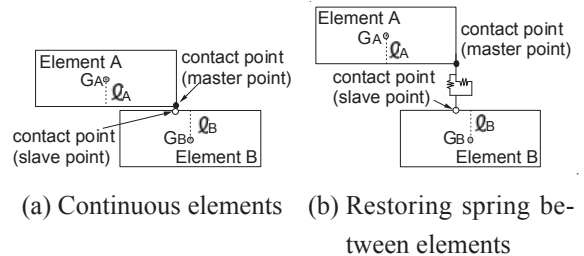 Element A
GA
ℓA
contact point
(master point)
contact point
(slave point)
ℓB
GB
Element B
(a) Continuous elements
Element A
GA
ℓA
contact point
(master point)
contact point
(slave point)
ℓB
GB
Element B
(b) Restoring spring be-
tween elements